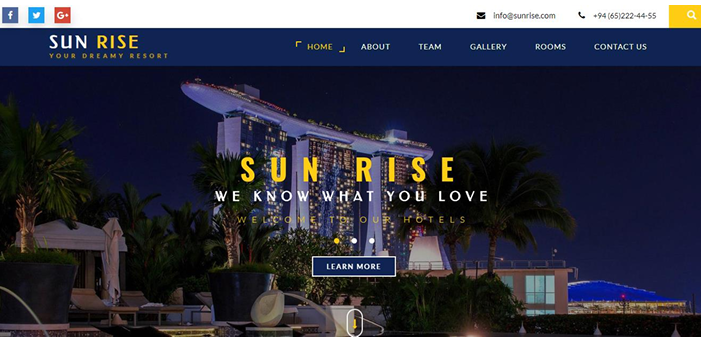 info@sunrise.com +94 (65)222-44-55
SUN RISE
YOUR DREAMY RESORT
HOME ABOUT TEAM GALLERY ROOMS CONTACT US
SUN RISE
WE KNOW WHAT YOU LOVE
WELCOME TO OUR HOTELS
LEARN MORE